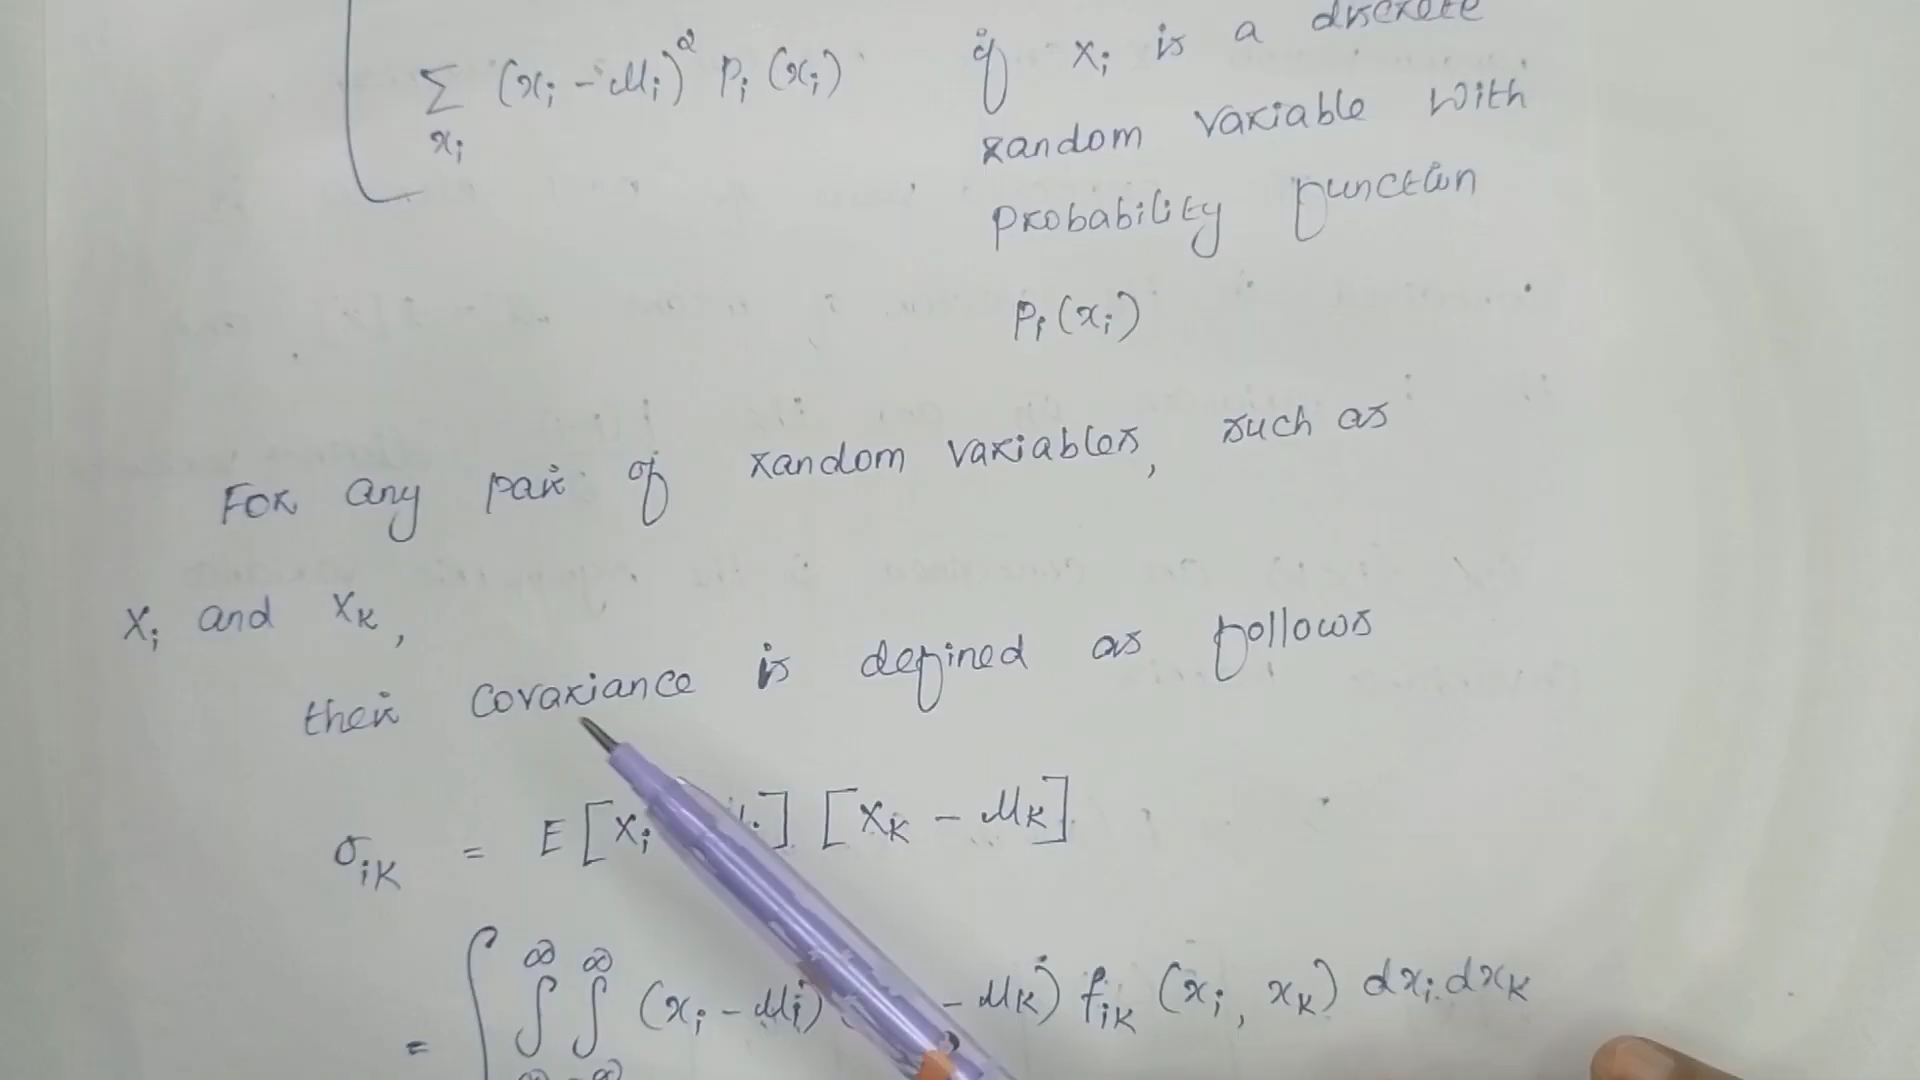 Σ (xᵢ - μᵢ)² Pᵢ (xᵢ) if Xᵢ is a discrete
xᵢ
random variable with
probability function
Pᵢ (xᵢ)
For any pair of random variables, such as
Xᵢ and Xₖ,
their covariance is defined as follows
σᵢₖ = E [Xᵢ ] [Xₖ - μₖ]
= ∫ ∫ (xᵢ - μᵢ) - μₖ) fᵢₖ (xᵢ, xₖ) dxᵢ dxₖ